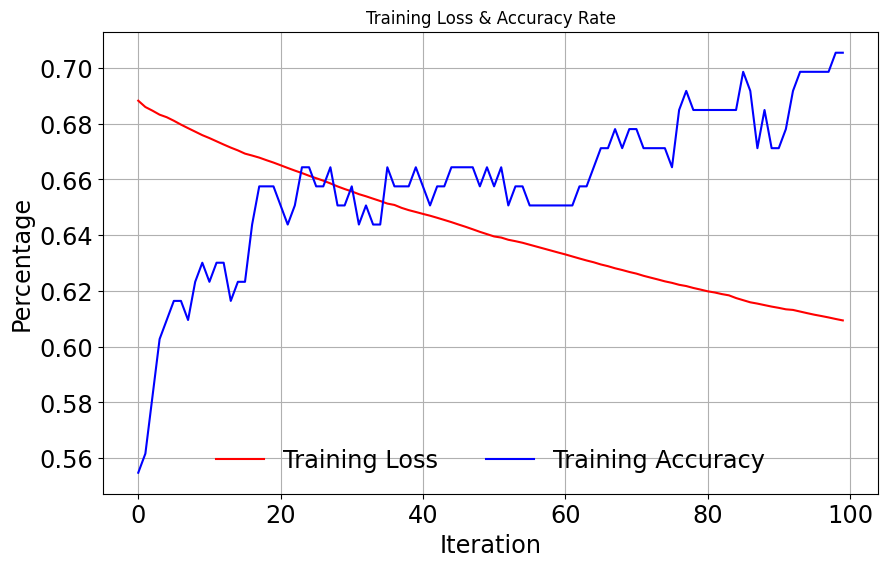 Training Loss & Accuracy Rate
Percentage
0.70
0.68
0.66
0.64
0.62
0.60
0.58
0.56
Training Loss
Training Accuracy
0 20 40 60 80 100
Iteration